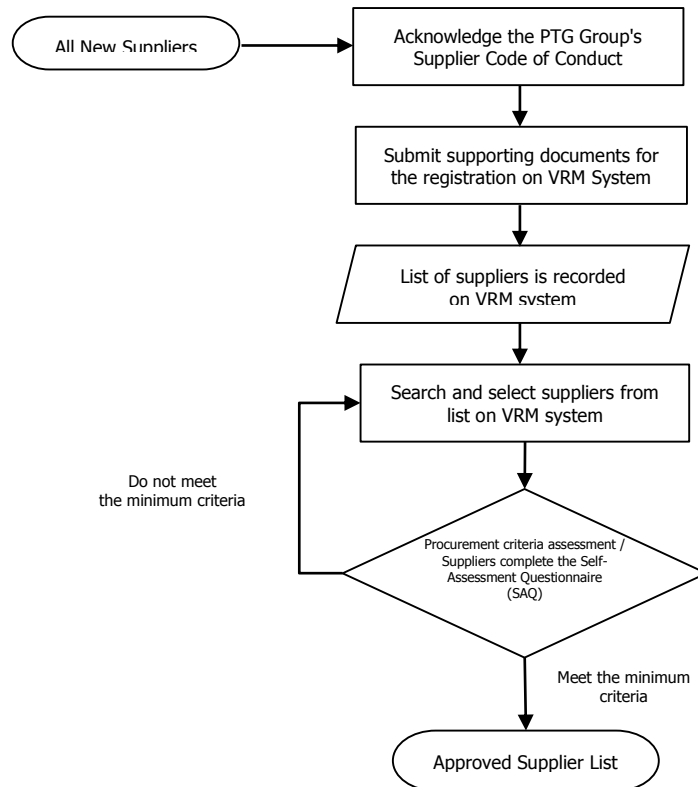 All New Suppliers
Acknowledge the PTG Group's
Supplier Code of Conduct
Submit supporting documents for
the registration on VRM System
List of suppliers is recorded
on VRM system
Search and select suppliers from
list on VRM system
Do not meet
the minimum criteria
Procurement criteria assessment /
Suppliers complete the Self-
Assessment Questionnaire
(SAQ)
Meet the minimum
criteria
Approved Supplier List